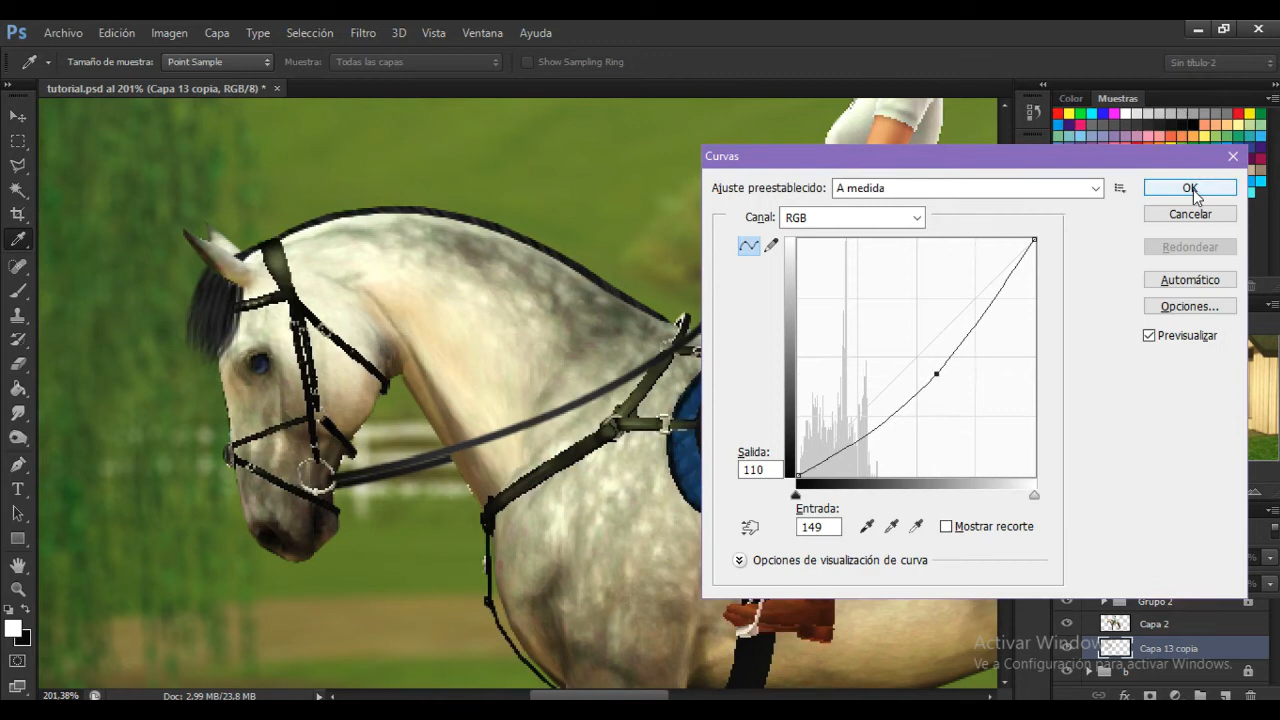 Ps Archivo Edición Imagen Capa Type Selección Filtro 3D Vista Ventana Ayuda
Tamaño de muestra: Point Sample Muestra: Todas las capas Show Sampling Ring Sin título-2
tutorial.psd al 201% (Capa 13 copia, RGB/8) *
Color Muestras
Curvas
Ajuste preestablecido: A medida OK
Canal: RGB Cancelar
Redondear
Automático
Opciones...
Previsualizar
Salida:
110
Entrada:
149 Mostrar recorte
Opciones de visualización de curva
Grupo 2
Capa 2
Capa 13 copia
b
Activar Windows
Ve a Configuración para activar Windows.
201,38% Doc: 2,99 MB/23,8 MB